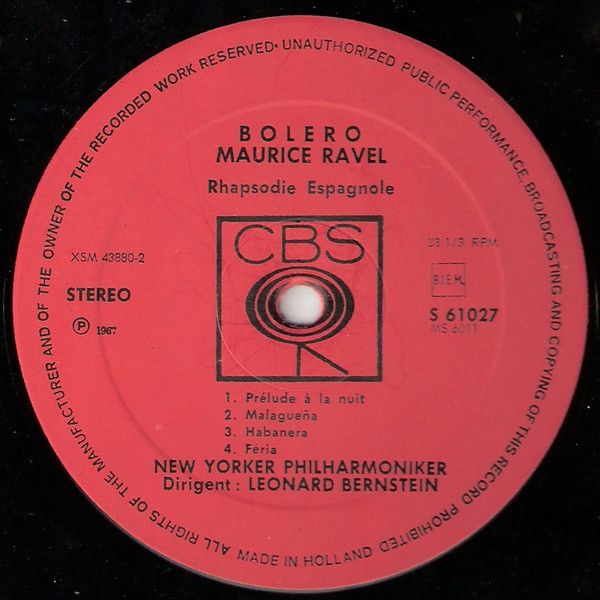 ALL RIGHTS OF THE MANUFACTURER AND OF THE OWNER OF THE RECORDED WORK RESERVED • UNAUTHORIZED PUBLIC PERFORMANCE, BROADCASTING AND COPYING OF THIS RECORD PROHIBITED
BOLERO
MAURICE RAVEL
Rhapsodie Espagnole
CBS
XSM 43880-2
33 1/3 RPM
STEREO
B.I.E.M.
S 61027
℗ 1967
MS 6011
1. Prélude à la nuit
2. Malagueña
3. Habanera
4. Féria
NEW YORKER PHILHARMONIKER
Dirigent : LEONARD BERNSTEIN
MADE IN HOLLAND